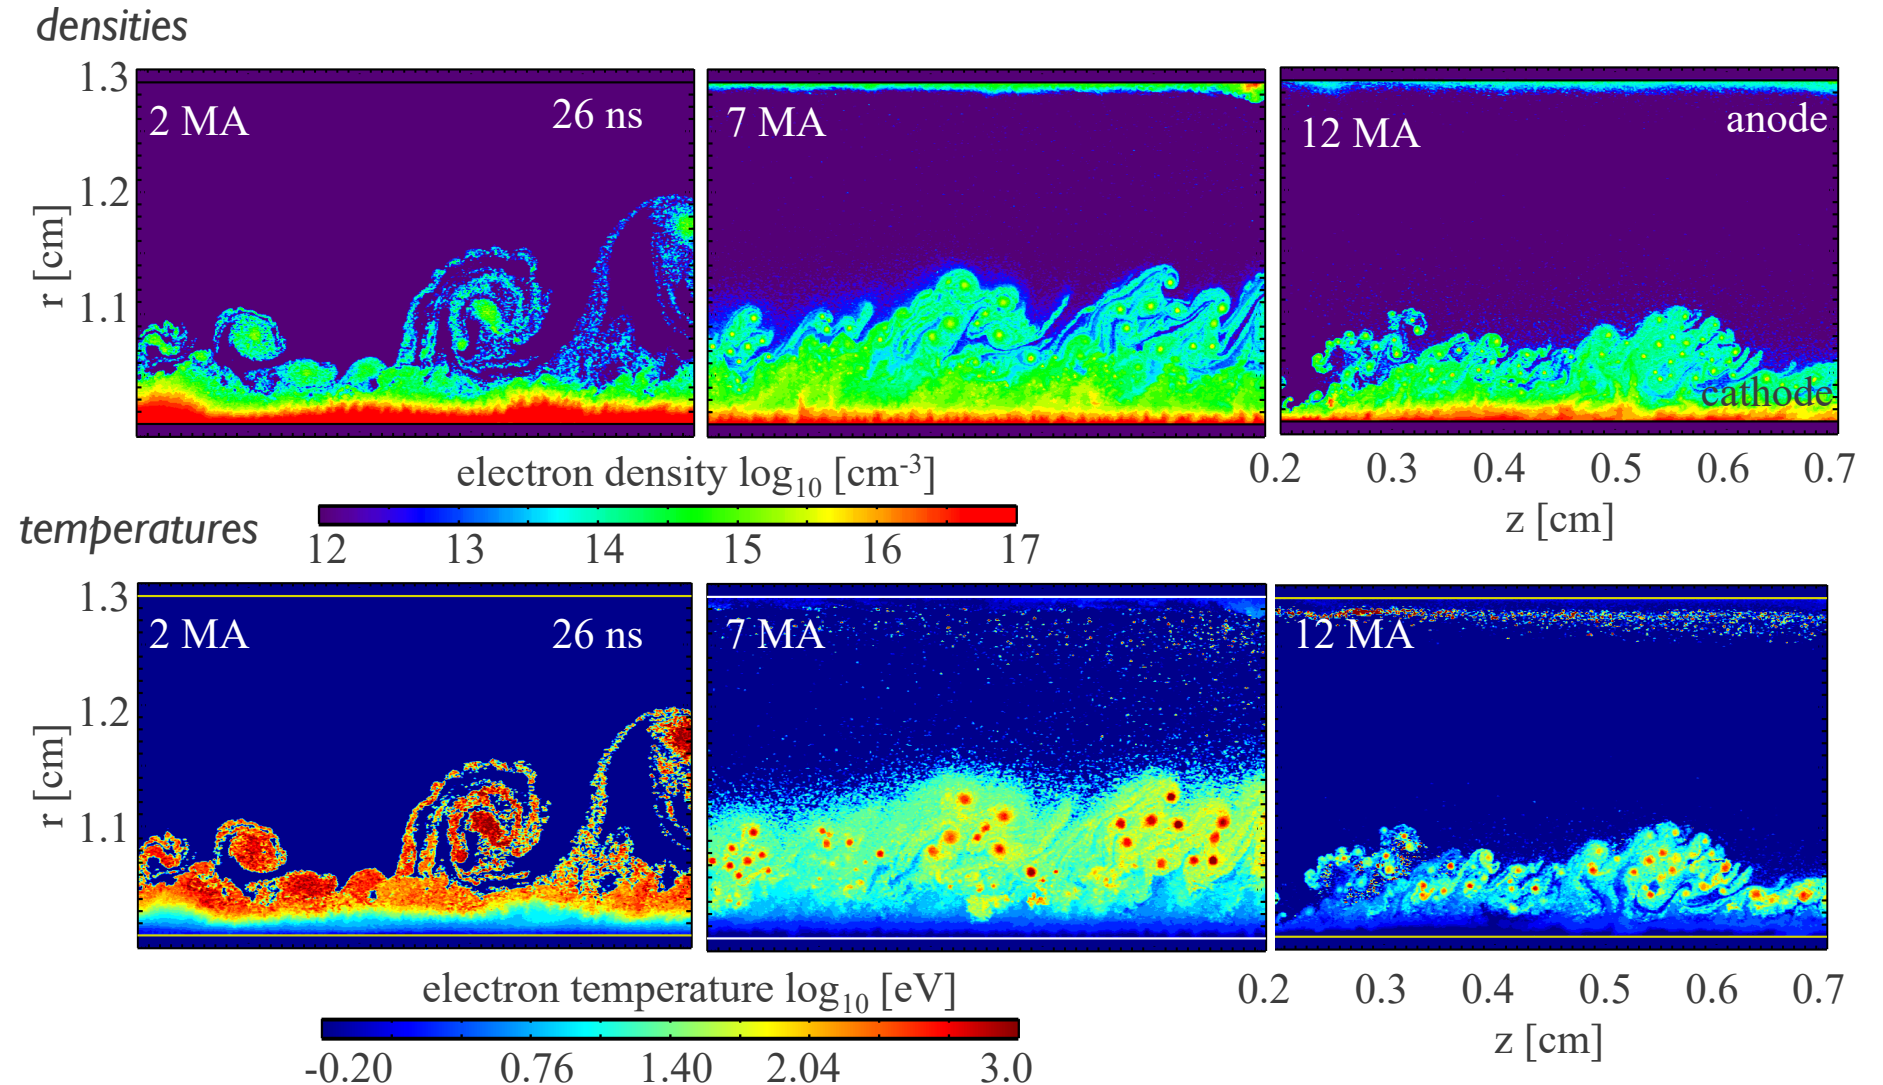 densities
1.3
1.2
1.1
r [cm]
2 MA
26 ns
7 MA
12 MA
anode
cathode
0.2 0.3 0.4 0.5 0.6 0.7
z [cm]
electron density log10 [cm-3]
12 13 14 15 16 17
temperatures
1.3
1.2
1.1
r [cm]
2 MA
26 ns
7 MA
12 MA
0.2 0.3 0.4 0.5 0.6 0.7
z [cm]
electron temperature log10 [eV]
-0.20 0.76 1.40 2.04 3.0